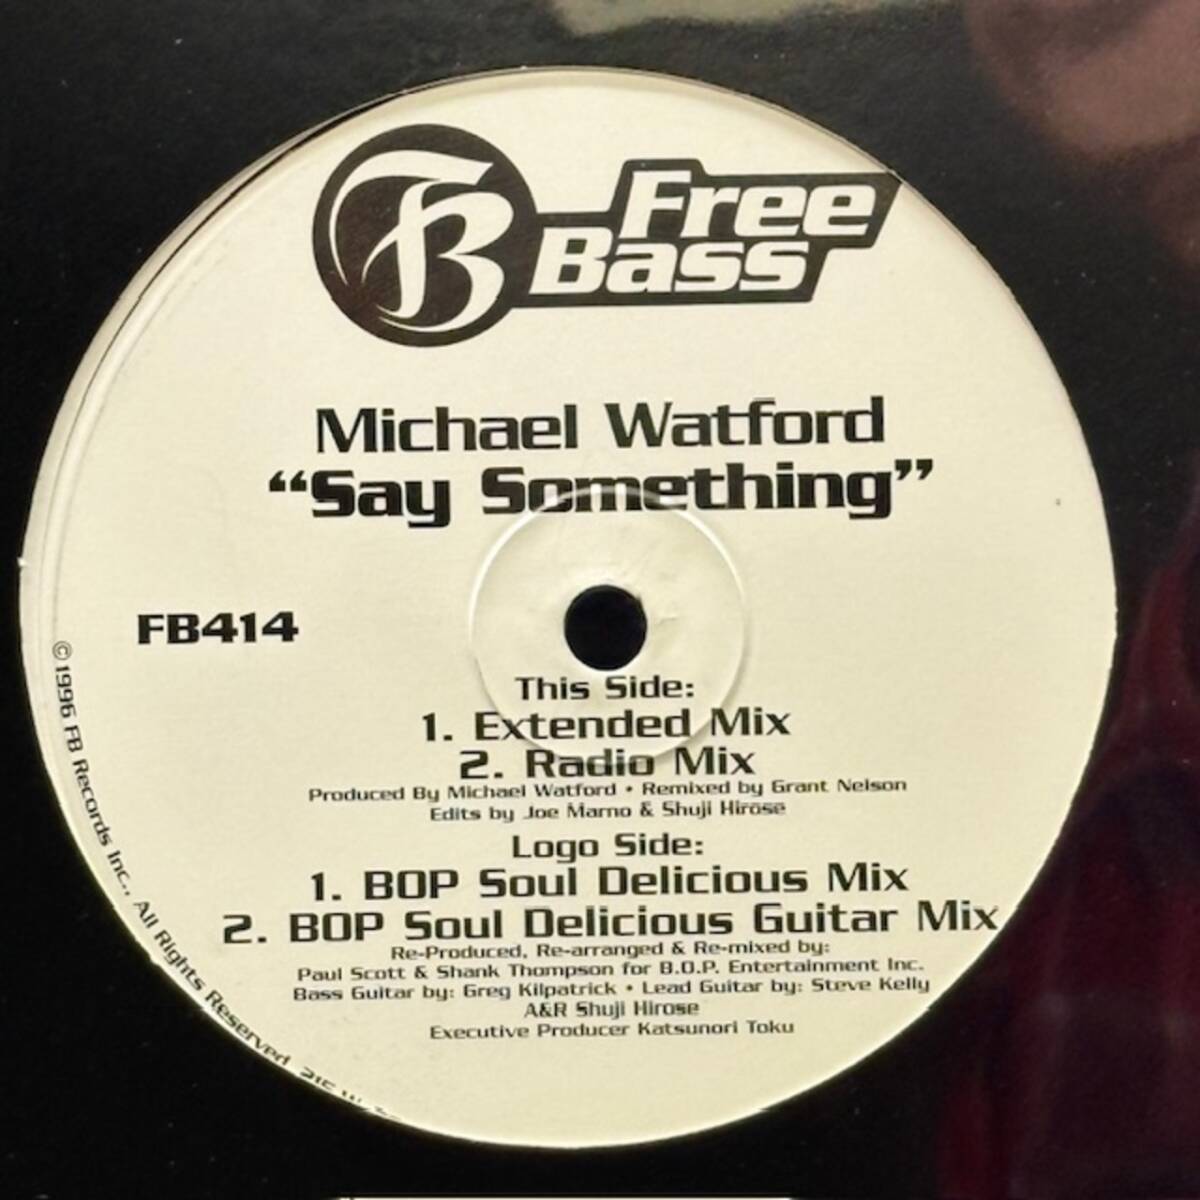 FB
Free
Bass
Michael Watford
“Say Something”
FB414
This Side:
1. Extended Mix
2. Radio Mix
Produced By Michael Watford • Remixed by Grant Nelson
Edits by Joe Marno & Shuji Hirose
Logo Side:
1. BOP Soul Delicious Mix
2. BOP Soul Delicious Guitar Mix
Re-Produced, Re-arranged & Re-mixed by:
Paul Scott & Shank Thompson for B.O.P. Entertainment Inc.
Bass Guitar by: Greg Kilpatrick • Lead Guitar by: Steve Kelly
A&R Shuji Hirose
Executive Producer Katsunori Toku
©1996 FB Records Inc., All Rights Reserved